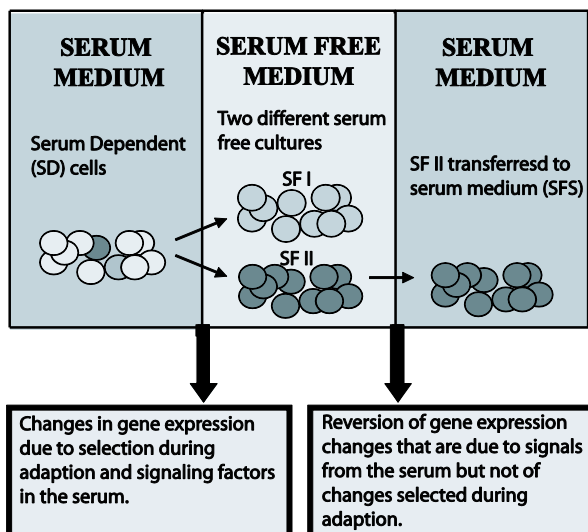 SERUM
MEDIUM
Serum Dependent
(SD) cells
SERUM FREE
MEDIUM
Two different serum
free cultures
SF I
SF II
SERUM
MEDIUM
SF II transferresd to
serum medium (SFS)
Changes in gene expression
due to selection during
adaption and signaling factors
in the serum.
Reversion of gene expression
changes that are due to signals
from the serum but not of
changes selected during
adaption.